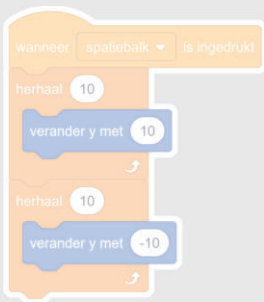 wanneer spatiebalk is ingedrukt
herhaal 10
verander y met 10
herhaal 10
verander y met -10